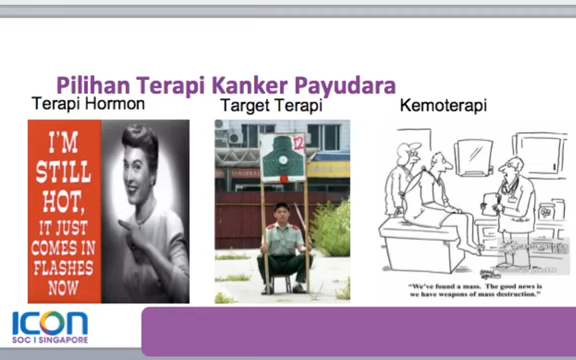 Pilihan Terapi Kanker Payudara
Terapi Hormon
Target Terapi
Kemoterapi
I'M
STILL
HOT,
IT JUST
COMES IN
FLASHES
NOW
12
"We've found a mass. The good news is
we have weapons of mass destruction."
ICON
SOC I SINGAPORE